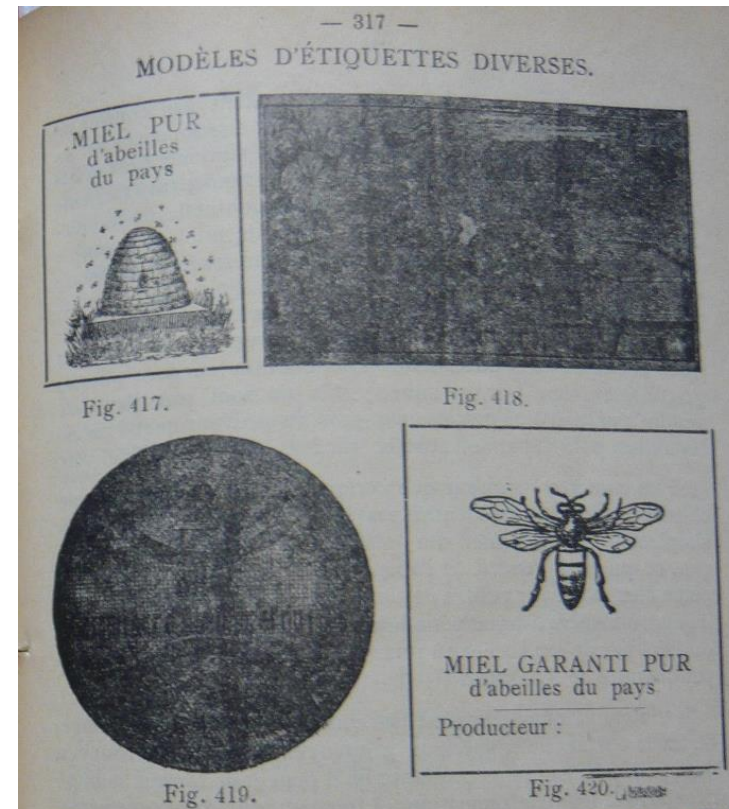 — 317 —
MODÈLES D'ÉTIQUETTES DIVERSES.
MIEL PUR
d'abeilles
du pays
Fig. 417.
Fig. 418.
Fig. 419.
MIEL GARANTI PUR
d'abeilles du pays
Producteur :
Fig. 420.